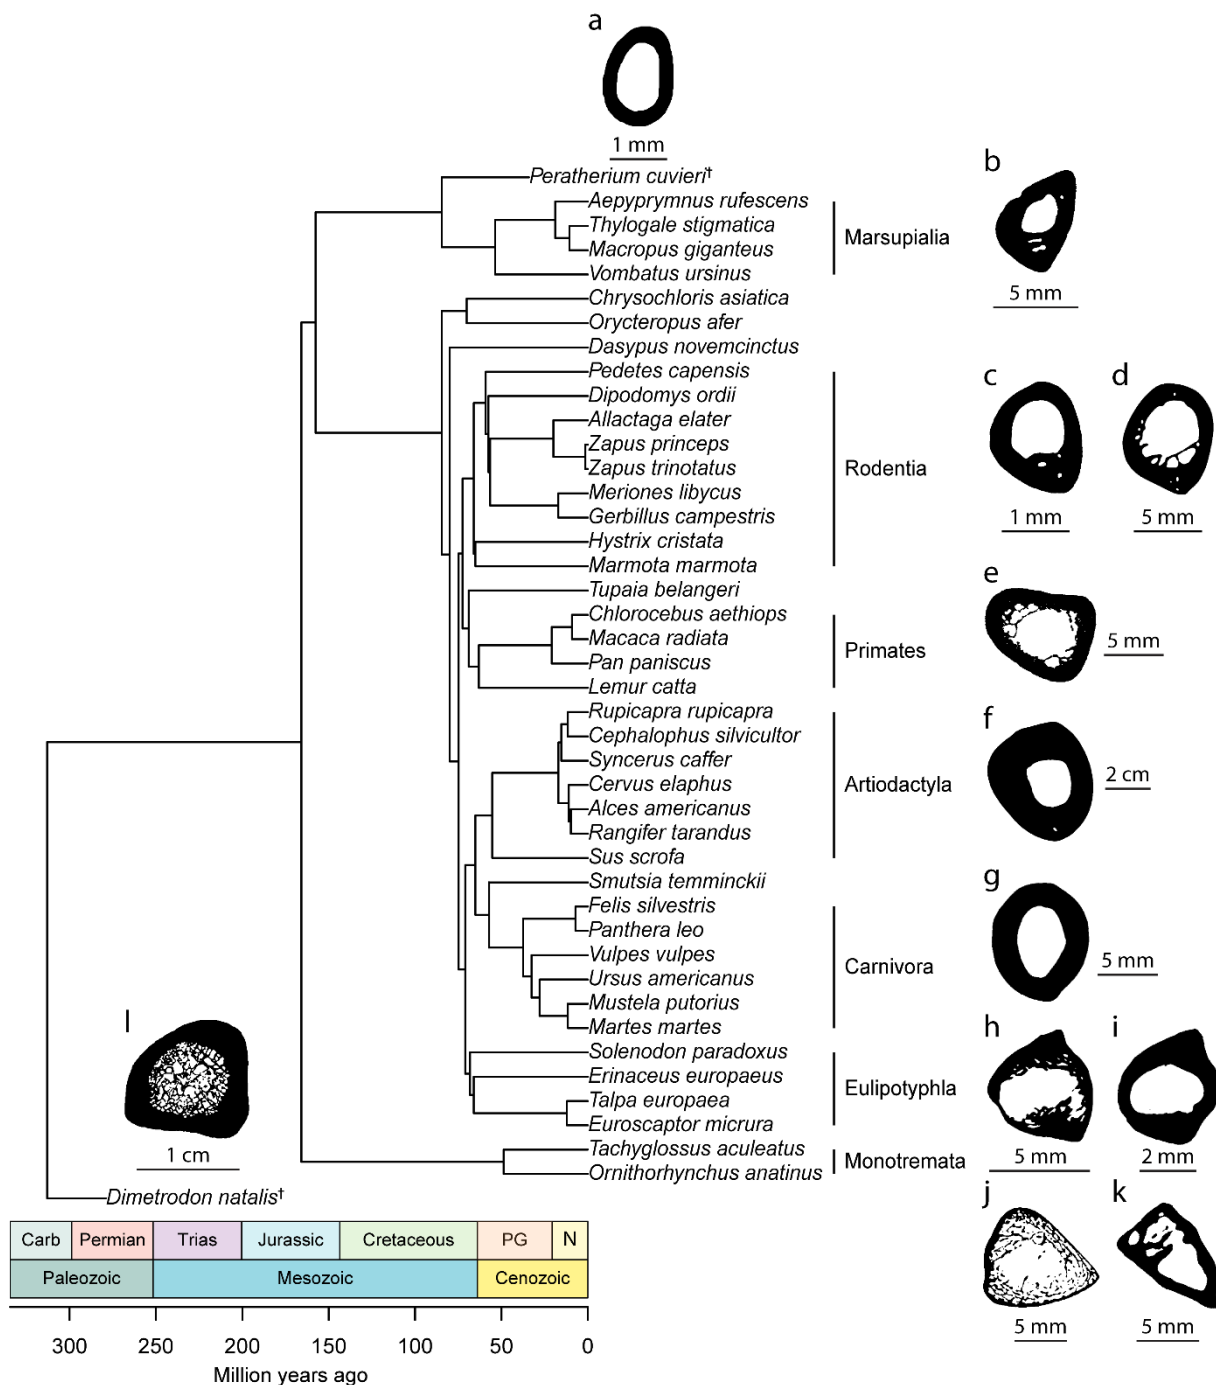 a
1 mm
Peratherium cuvieri†
Aepyprymnus rufescens
Thylogale stigmatica
Macropus giganteus
Vombatus ursinus
Marsupialia
b
5 mm
Chrysochloris asiatica
Orycteropus afer
Dasypus novemcinctus
Pedetes capensis
Dipodomys ordii
Allactaga elater
Zapus princeps
Zapus trinotatus
Meriones libycus
Gerbillus campestris
Hystrix cristata
Marmota marmota
Rodentia
c
1 mm
d
5 mm
Tupaia belangeri
Chlorocebus aethiops
Macaca radiata
Pan paniscus
Lemur catta
Primates
e
5 mm
Rupicapra rupicapra
Cephalophus silvicultor
Syncerus caffer
Cervus elaphus
Alces americanus
Rangifer tarandus
Sus scrofa
Artiodactyla
f
2 cm
Smutsia temminckii
Felis silvestris
Panthera leo
Vulpes vulpes
Ursus americanus
Mustela putorius
Martes martes
Carnivora
g
5 mm
Solenodon paradoxus
Erinaceus europaeus
Talpa europaea
Euroscaptor micrura
Eulipotyphla
h
5 mm
i
2 mm
Tachyglossus aculeatus
Ornithorhynchus anatinus
Monotremata
j
5 mm
k
5 mm
l
1 cm
Dimetrodon natalis†
Carb Permian Trias Jurassic Cretaceous PG N
Paleozoic Mesozoic Cenozoic
300 250 200 150 100 50 0
Million years ago